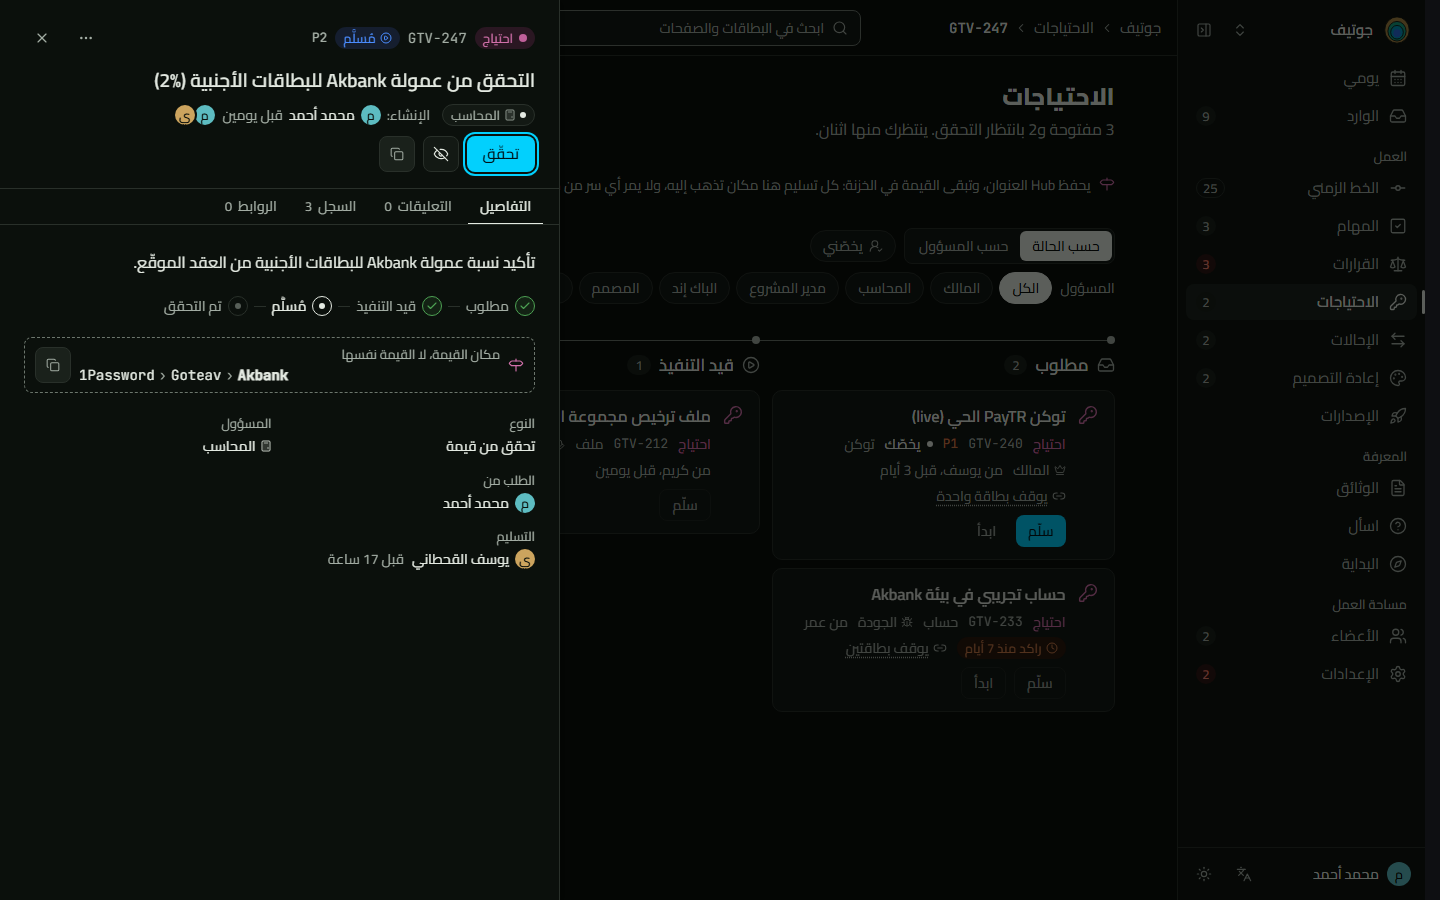 جوتيف
يومي
الوارد 9
العمل
الخط الزمني 25
المهام 3
القرارات 3
الاحتياجات 2
الإحالات 2
إعادة التصميم 2
الإصدارات
المعرفة
الوثائق
اسأل
البداية
مساحة العمل
الأعضاء 2
الإعدادات 2
م محمد أحمد
جوتيف › الاحتياجات › GTV-247
ابحث في البطاقات والصفحات
الاحتياجات
3 مفتوحة و2 بانتظار التحقق. ينتظرك منها اثنان.
يحفظ Hub العنوان، وتبقى القيمة في الخزنة: كل تسليم هنا مكان تذهب إليه، ولا يمر أي سر من
حسب الحالة حسب المسؤول يخصّني
المسؤول الكل المالك المحاسب مدير المشروع الباك إند المصمم
مطلوب 2
توكن PayTR الحي (live)
احتياج GTV-240 P1 يخصّك توكن
المالك من يوسف، قبل 3 أيام
يوقف بطاقة واحدة
سلّم ابدأ
حساب تجريبي في بيئة Akbank
احتياج GTV-233 حساب الجودة من عمر
راكد منذ 7 أيام يوقف بطاقتين
سلّم ابدأ
قيد التنفيذ 1
ملف ترخيص مجموعة
احتياج GTV-212 ملف
من كريم، قبل يومين
سلّم
احتياج GTV-247 مُسلَّم P2
التحقق من عمولة Akbank للبطاقات الأجنبية (2%)
المحاسب الإنشاء: م محمد أحمد قبل يومين م ي
تحقّق
التفاصيل التعليقات 0 السجل 3 الروابط 0
تأكيد نسبة عمولة Akbank للبطاقات الأجنبية من العقد الموقّع.
مطلوب قيد التنفيذ مُسلَّم تم التحقق
مكان القيمة، لا القيمة نفسها
1Password › Goteav › Akbank
النوع المسؤول
تحقق من قيمة المحاسب
الطلب من
م محمد أحمد
التسليم
ي يوسف القحطاني قبل 17 ساعة